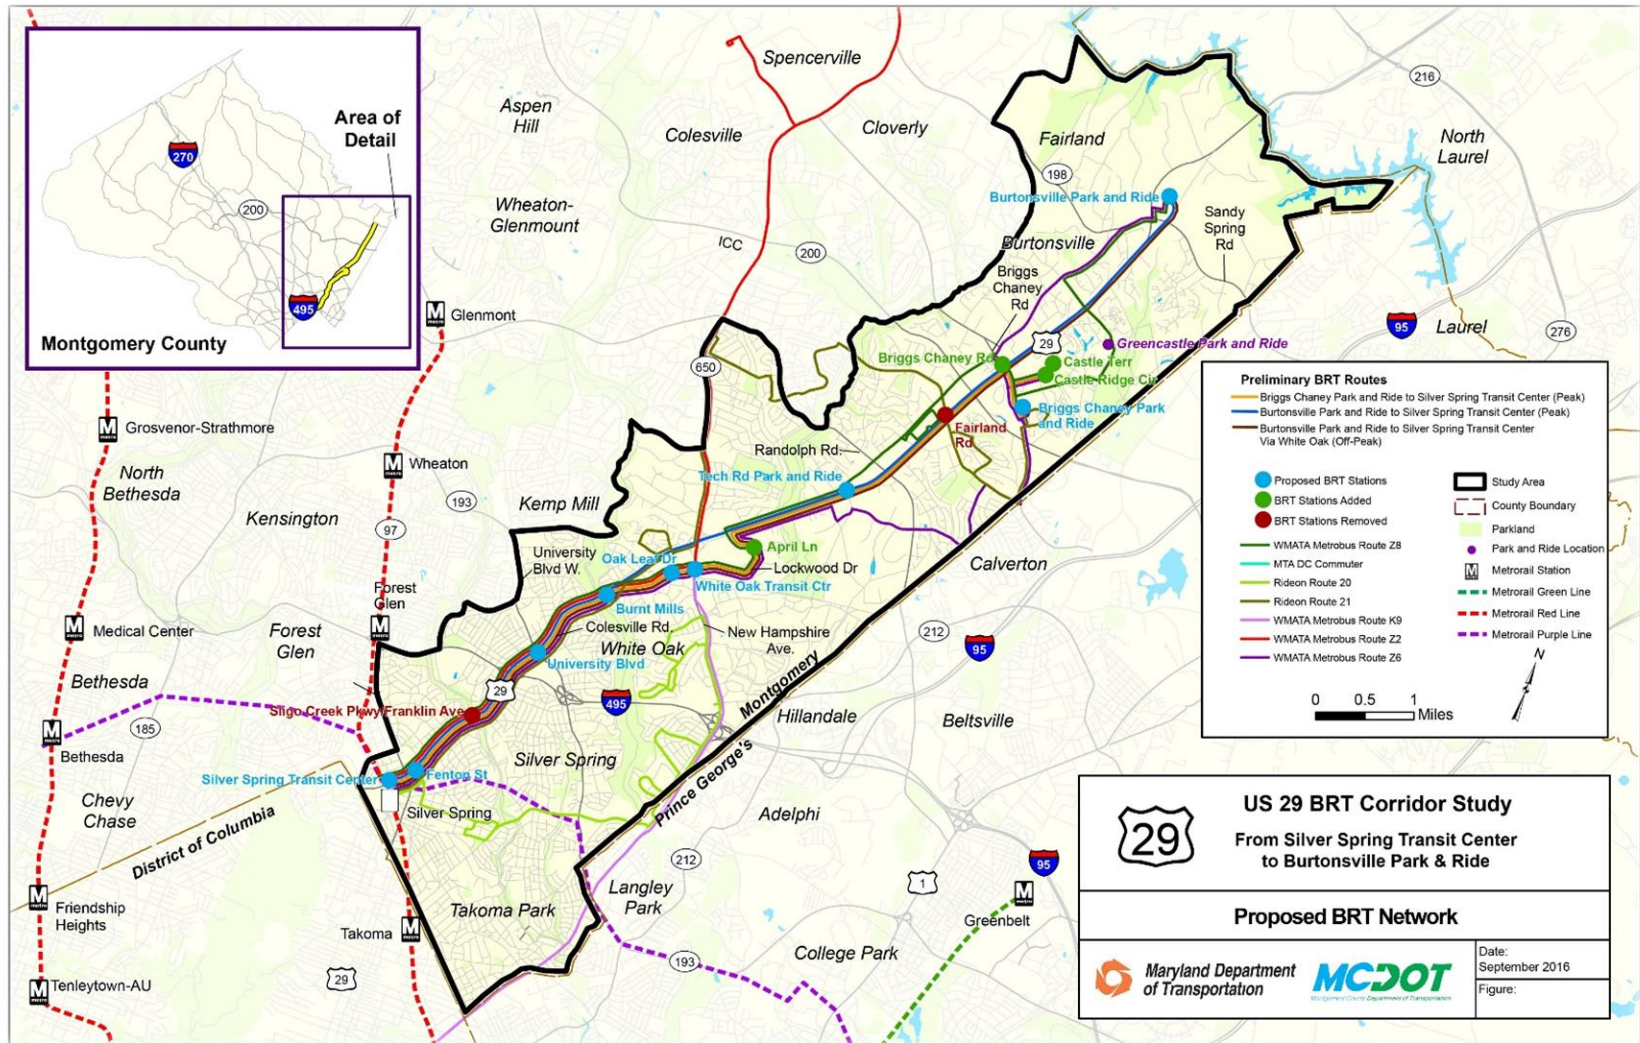 Area of
Detail
270
200
495
Montgomery County
Spencerville
Aspen
Hill
Colesville
Cloverly
Fairland
216
North
Laurel
198
Burtonsville Park and Ride
Wheaton-
Glenmount
Sandy
Spring
Rd
ICC
200
Burtonsville
Briggs
Chaney
Rd
Glenmont
95
Laurel
276
29
Greencastle Park and Ride
650
Briggs Chaney Rd
Castle Terr
Castle Ridge Cir
Briggs Chaney Park
and Ride
Fairland
Rd
Grosvenor-Strathmore
Randolph Rd.
Wheaton
North
Bethesda
Tech Rd Park and Ride
193
Kemp Mill
Kensington
97
University
Blvd W.
Oak Leaf Dr
April Ln
Lockwood Dr
Calverton
White Oak Transit Ctr
Forest
Glen
Burnt Mills
Colesville Rd.
Medical Center
Forest
Glen
New Hampshire
Ave.
White Oak
University Blvd
212
95
Bethesda
29
495
Sligo Creek Pkwy/Franklin Ave
Montgomery
Hillandale
Beltsville
185
Bethesda
Silver Spring
Prince George's
Silver Spring Transit Center
Fenton St
Chevy
Chase
Silver Spring
Adelphi
District of Columbia
212
1
95
Langley
Park
Friendship
Heights
Takoma Park
Takoma
Greenbelt
College Park
193
29
Tenleytown-AU
M
metro
Preliminary BRT Routes
Briggs Chaney Park and Ride to Silver Spring Transit Center (Peak)
Burtonsville Park and Ride to Silver Spring Transit Center (Peak)
Burtonsville Park and Ride to Silver Spring Transit Center
Via White Oak (Off-Peak)
Proposed BRT Stations
BRT Stations Added
BRT Stations Removed
WMATA Metrobus Route Z8
MTA DC Commuter
Rideon Route 20
Rideon Route 21
WMATA Metrobus Route K9
WMATA Metrobus Route Z2
WMATA Metrobus Route Z6
Study Area
County Boundary
Parkland
Park and Ride Location
Metrorail Station
Metrorail Green Line
Metrorail Red Line
Metrorail Purple Line
N
0 0.5 1
Miles
29
US 29 BRT Corridor Study
From Silver Spring Transit Center
to Burtonsville Park & Ride
Proposed BRT Network
Maryland Department
of Transportation
MCDOT
Montgomery County Department of Transportation
Date:
September 2016
Figure: